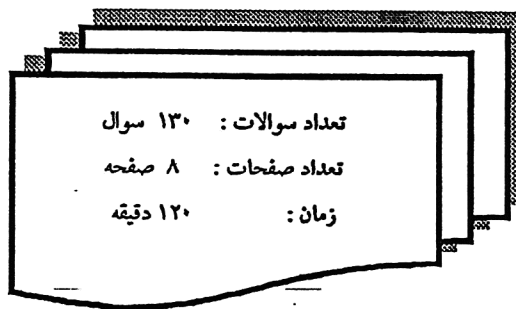 تعداد سوالات : ۱۳۰ سوال
تعداد صفحات : ۸ صفحه
زمان : ۱۲۰ دقیقه